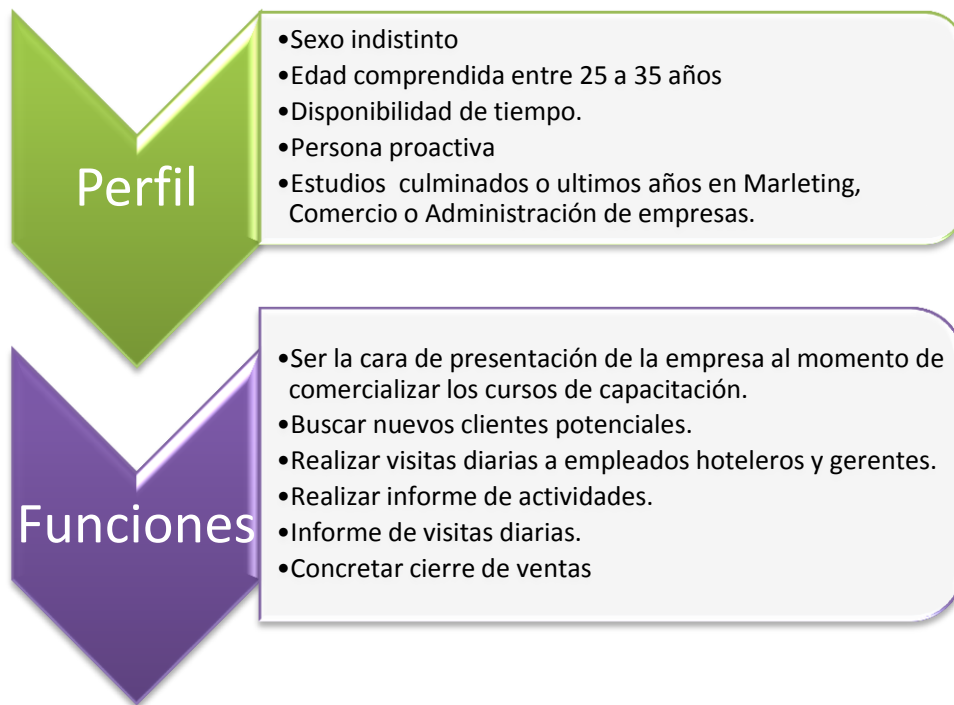 Perfil
•Sexo indistinto
•Edad comprendida entre 25 a 35 años
•Disponibilidad de tiempo.
•Persona proactiva
•Estudios culminados o ultimos años en Marleting,
Comercio o Administración de empresas.
Funciones
•Ser la cara de presentación de la empresa al momento de
comercializar los cursos de capacitación.
•Buscar nuevos clientes potenciales.
•Realizar visitas diarias a empleados hoteleros y gerentes.
•Realizar informe de actividades.
•Informe de visitas diarias.
•Concretar cierre de ventas